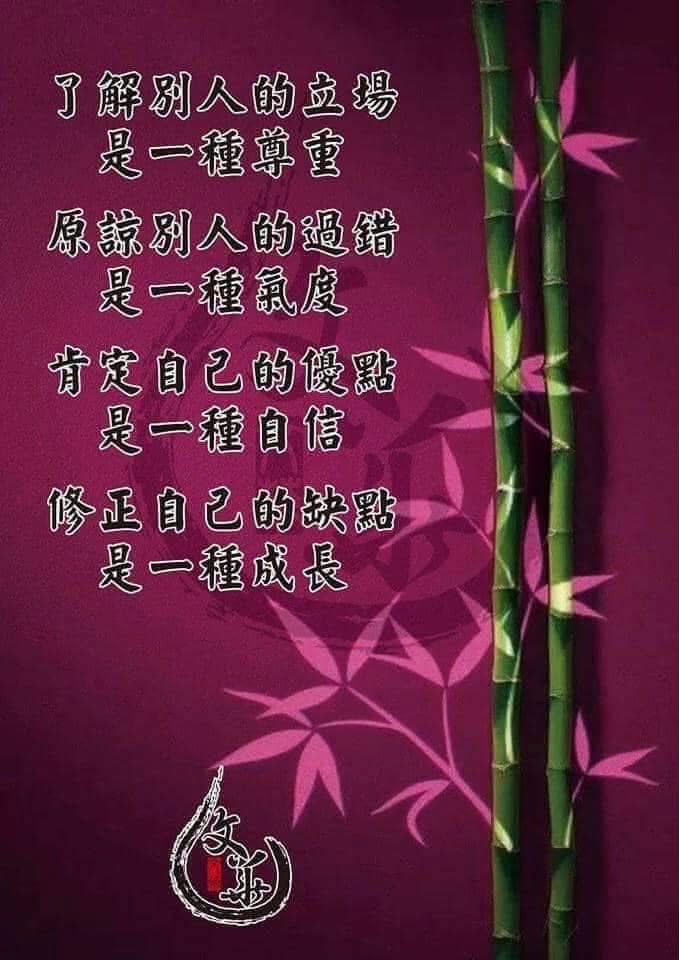 了解別人的立場
是一種尊重
原諒別人的過錯
是一種氣度
肯定自己的優點
是一種自信
修正自己的缺點
是一種成長
文華